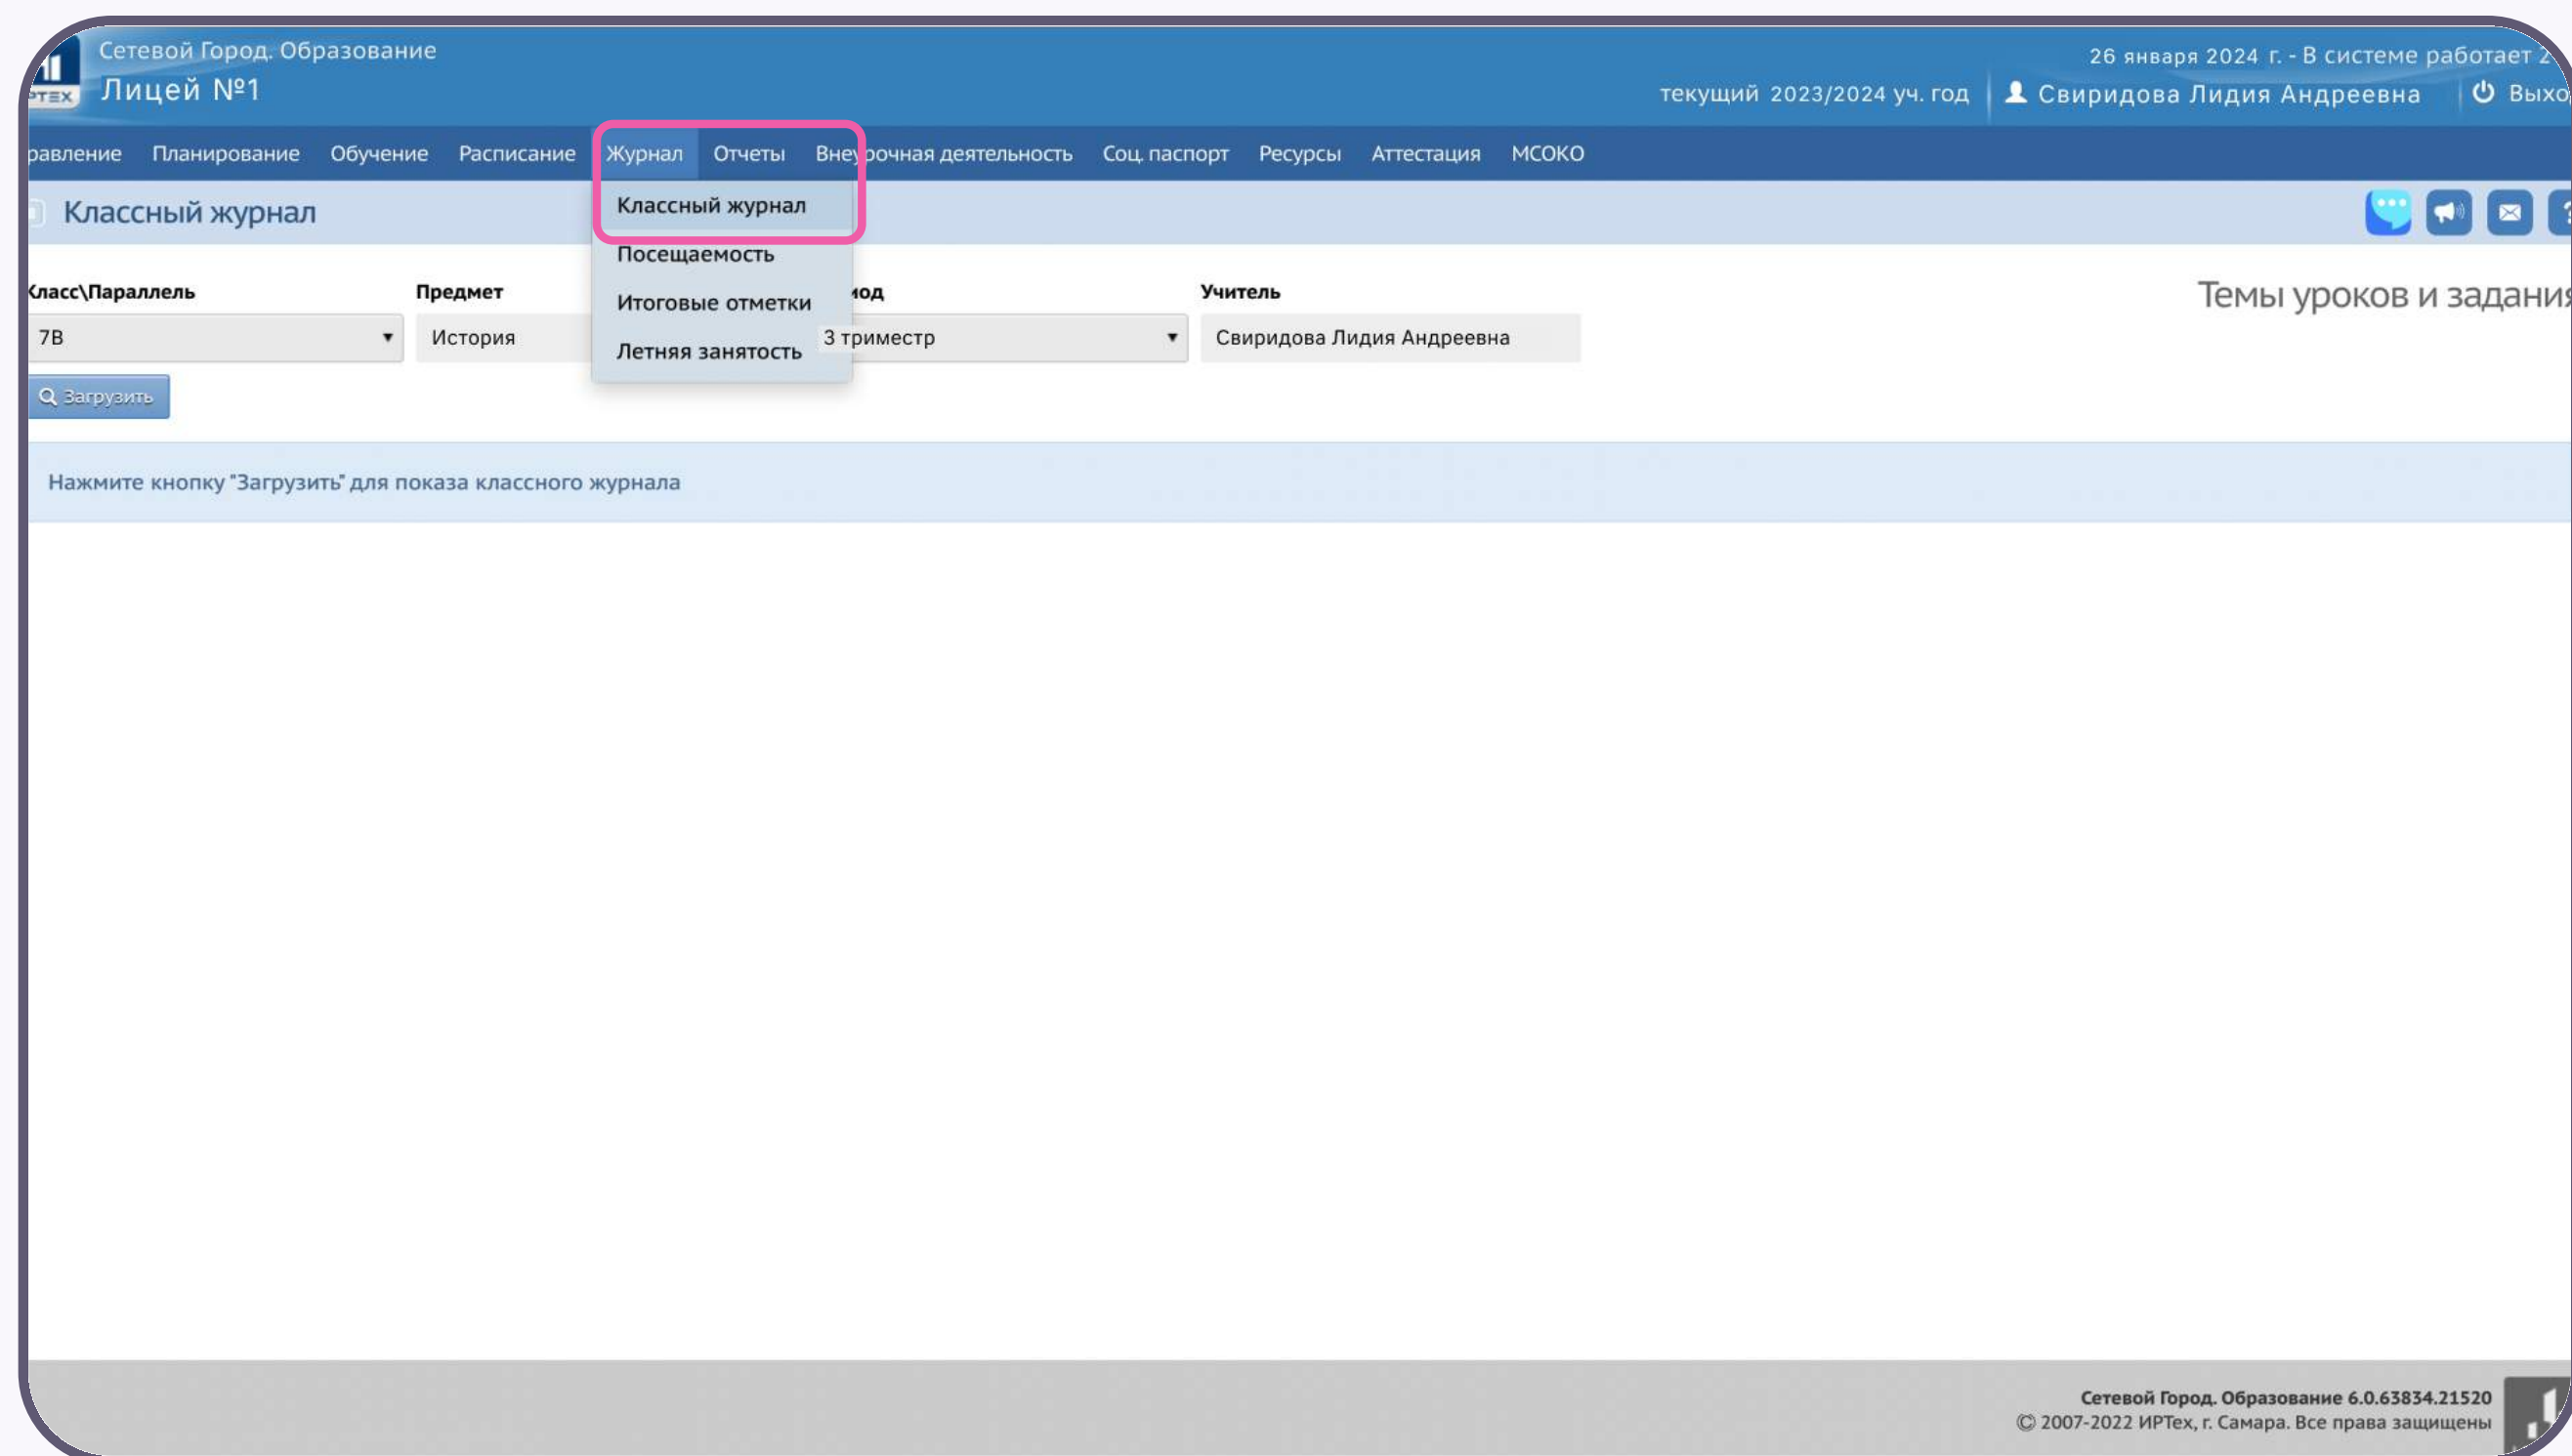 Сетевой Город. Образование
Лицей №1
26 января 2024 г. - В системе работает 2
текущий 2023/2024 уч. год
Свиридова Лидия Андреевна
Выхо
равление Планирование Обучение Расписание Журнал Отчеты Внеурочная деятельность Соц. паспорт Ресурсы Аттестация МСОКО
Классный журнал
Классный журнал
Посещаемость
Итоговые отметки
Летняя занятость
Класс\Параллель
7В
Предмет
История
иод
3 триместр
Учитель
Свиридова Лидия Андреевна
Темы уроков и задания
Загрузить
Нажмите кнопку "Загрузить" для показа классного журнала
Сетевой Город. Образование 6.0.63834.21520
© 2007-2022 ИРТех, г. Самара. Все права защищены